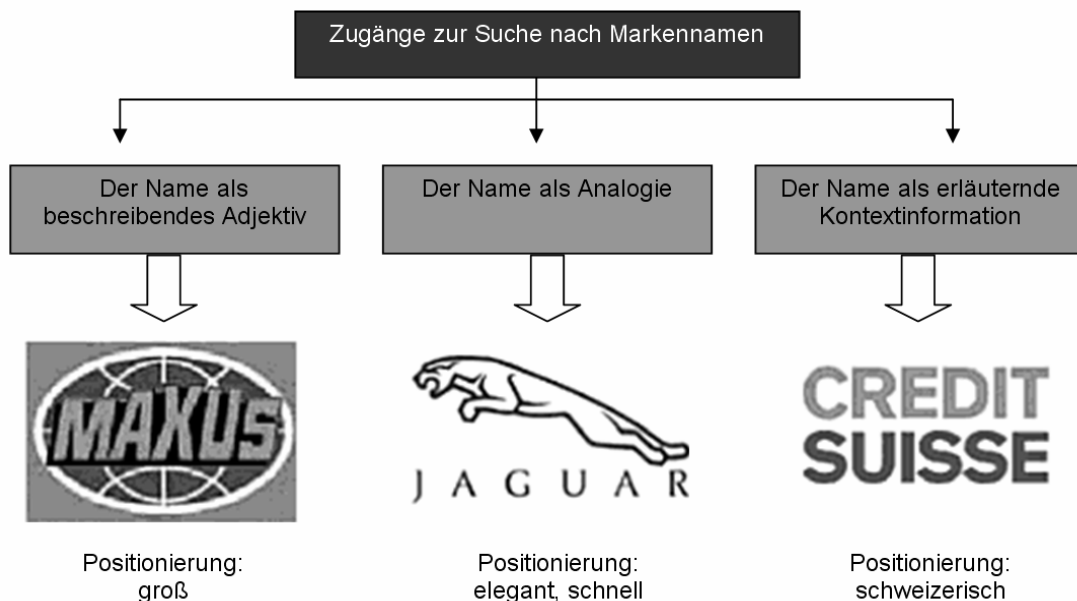 Zugänge zur Suche nach Markennamen
Der Name als
beschreibendes Adjektiv
Der Name als Analogie
Der Name als erläuternde
Kontextinformation
MAXUS
JAGUAR
CREDIT
SUISSE
Positionierung:
groß
Positionierung:
elegant, schnell
Positionierung:
schweizerisch